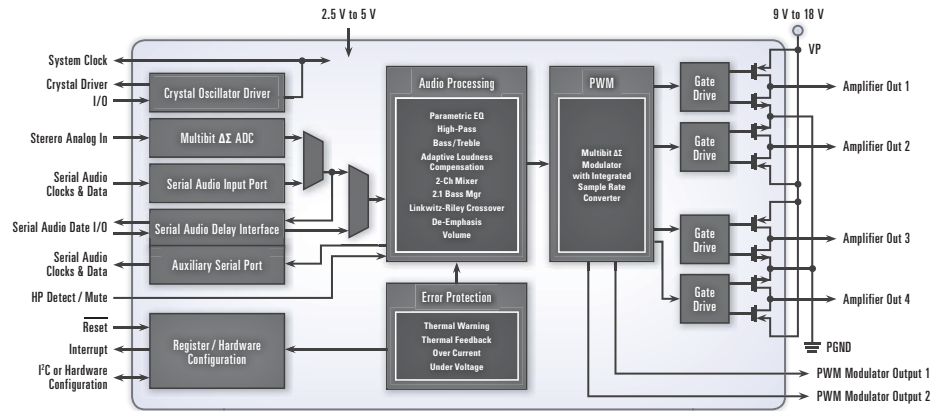 2.5 V to 5 V
9 V to 18 V
VP
System Clock
Crystal Driver
I/O
Crystal Oscillator Driver
Sterero Analog In
Multibit ΔΣ ADC
Serial Audio
Clocks & Data
Serial Audio Input Port
Serial Audio Date I/O
Serial Audio Delay Interface
Serial Audio
Clocks & Data
Auxiliary Serial Port
HP Detect / Mute
Reset
Interrupt
I²C or Hardware
Configuration
Register / Hardware
Configuration
Audio Processing
Parametric EQ
High-Pass
Bass/Treble
Adaptive Loudness
Compensation
2-Ch Mixer
2.1 Bass Mgr
Linkwitz-Riley Crossover
De-Emphasis
Volume
Error Protection
Thermal Warning
Thermal Feedback
Over Current
Under Voltage
PWM
Multibit ΔΣ
Modulator
with Integrated
Sample Rate
Converter
Gate
Drive
Gate
Drive
Gate
Drive
Gate
Drive
Amplifier Out 1
Amplifier Out 2
Amplifier Out 3
Amplifier Out 4
PGND
PWM Modulator Output 1
PWM Modulator Output 2